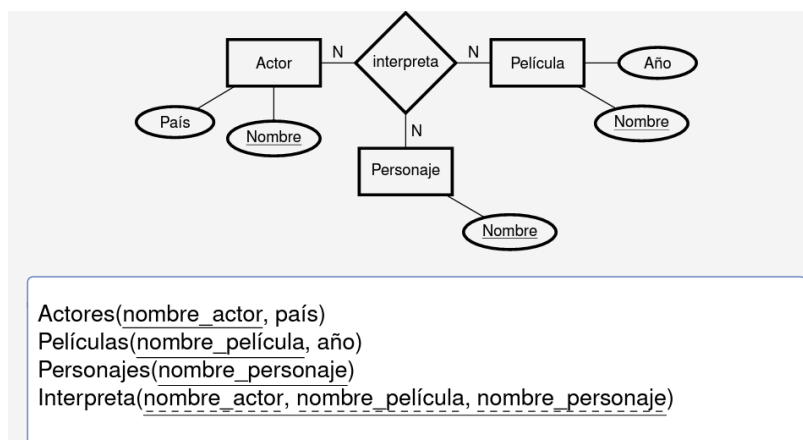 Actor
N
interpreta
N
Película
Año
País
Nombre
N
Nombre
Personaje
Nombre
Actores(nombre_actor, país)
Películas(nombre_película, año)
Personajes(nombre_personaje)
Interpreta(nombre_actor, nombre_película, nombre_personaje)